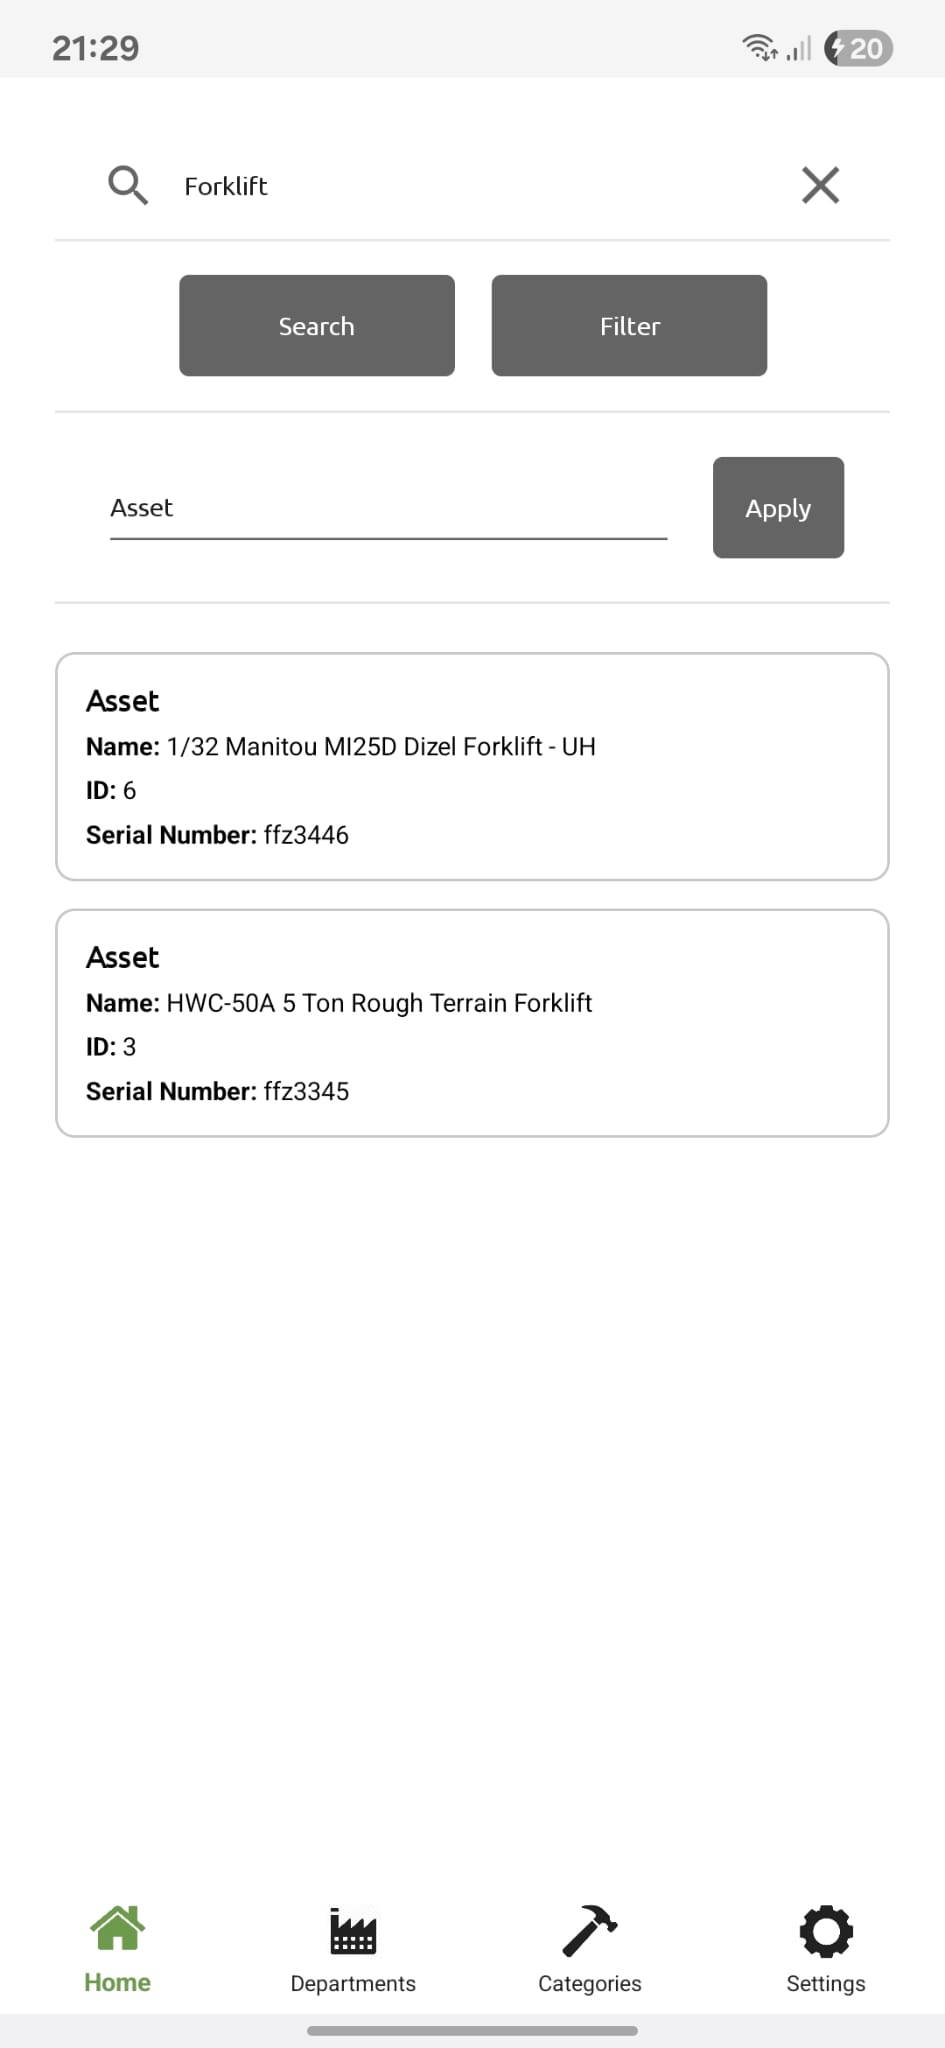 21:29
20
Forklift
Search
Filter
Asset
Apply
Asset
Name: 1/32 Manitou MI25D Dizel Forklift - UH
ID: 6
Serial Number: ffz3446
Asset
Name: HWC-50A 5 Ton Rough Terrain Forklift
ID: 3
Serial Number: ffz3345
Home
Departments
Categories
Settings